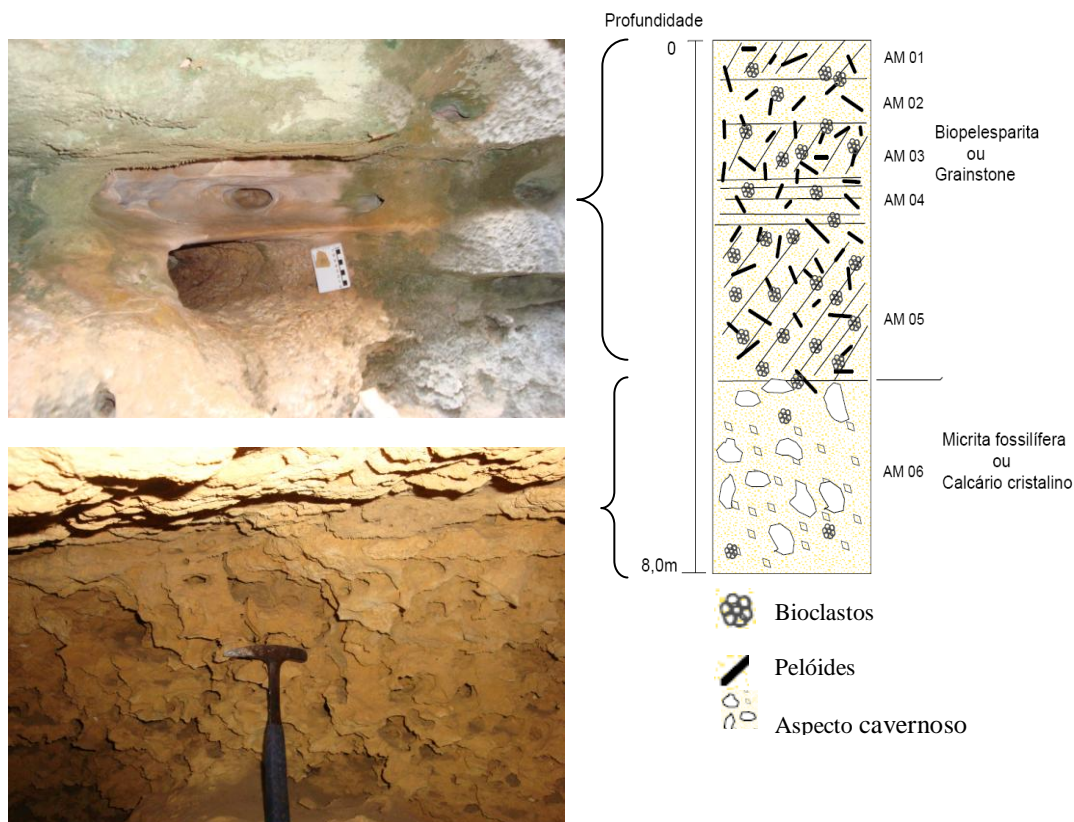 Profundidade
0
AM 01
AM 02
Biopelesparita
ou
Grainstone
AM 03
AM 04
AM 05
Micrita fossilífera
ou
Calcário cristalino
AM 06
8,0m
Bioclastos
Pelóides
Aspecto cavernoso